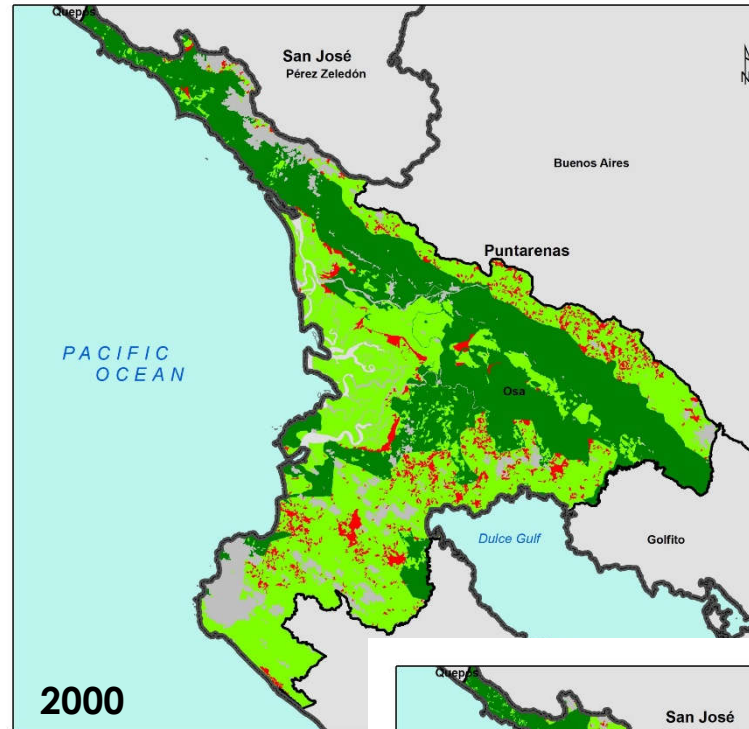 Quepos
San José
Pérez Zeledón
N
Buenos Aires
Puntarenas
PACIFIC
OCEAN
Osa
Dulce Gulf
Golfito
2000
Quepos
San José